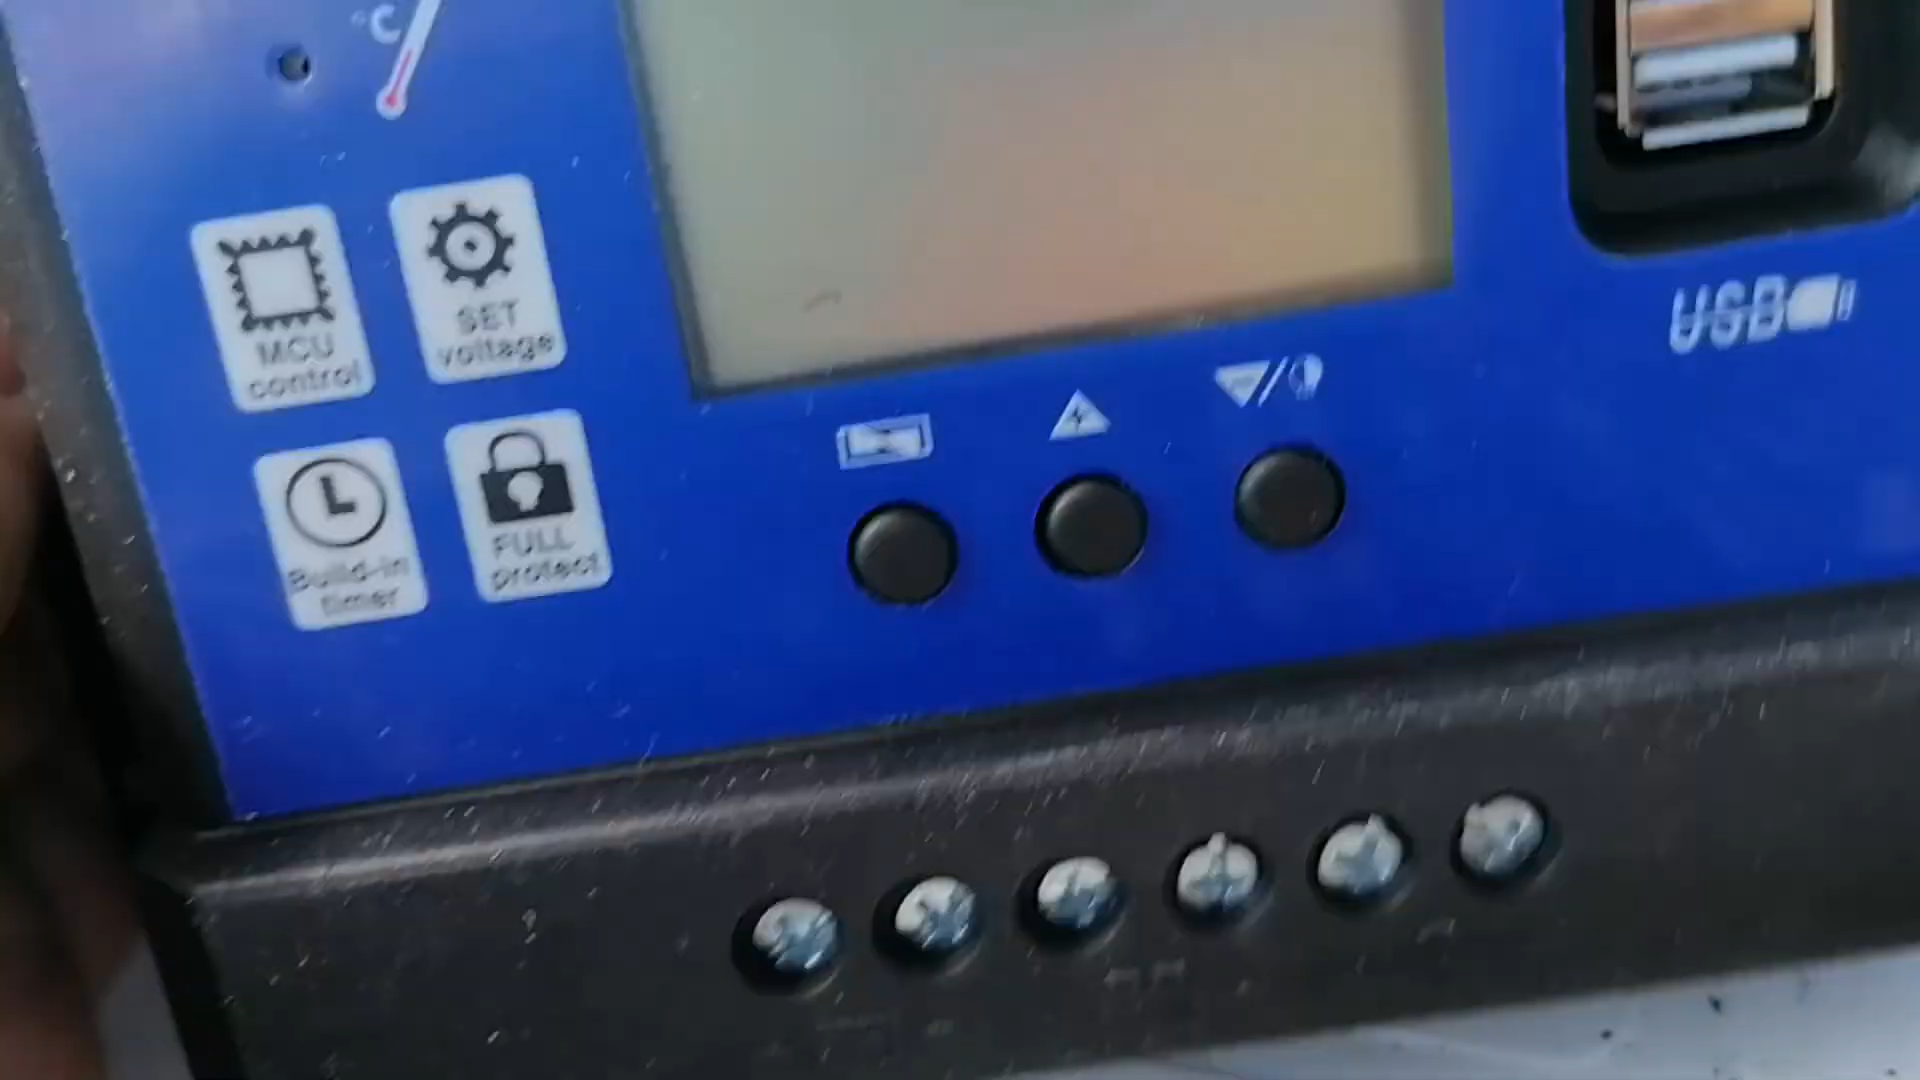 °C
MCU
control
SET
voltage
Build-in
timer
FULL
protect
USB